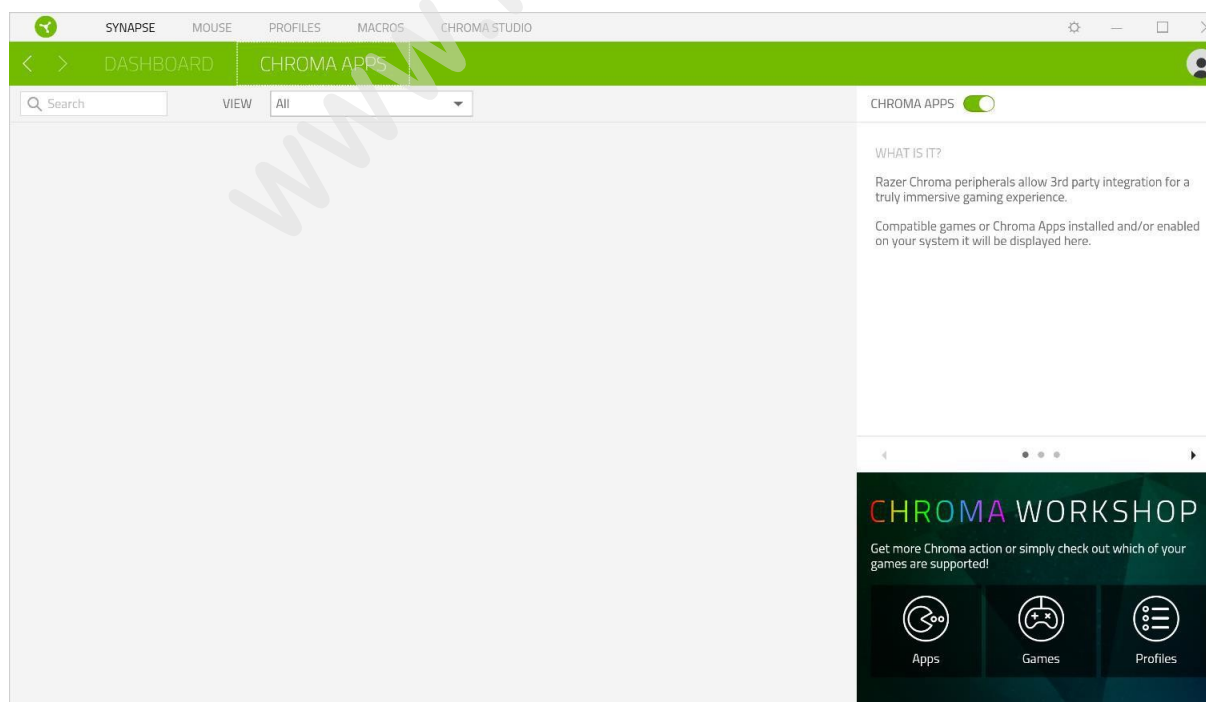 SYNAPSE MOUSE PROFILES MACROS CHROMA STUDIO
DASHBOARD CHROMA APPS
Search VIEW All CHROMA APPS
WHAT IS IT?
Razer Chroma peripherals allow 3rd party integration for a
truly immersive gaming experience.
Compatible games or Chroma Apps installed and/or enabled
on your system it will be displayed here.
CHROMA WORKSHOP
Get more Chroma action or simply check out which of your
games are supported!
Apps Games Profiles
www.